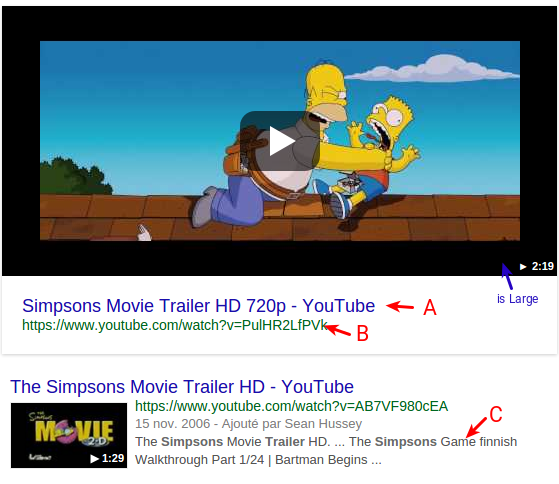 2:19
is Large
Simpsons Movie Trailer HD 720p - YouTube
A
https://www.youtube.com/watch?v=PulHR2LfPVk
B
The Simpsons Movie Trailer HD - YouTube
https://www.youtube.com/watch?v=AB7VF980cEA
15 nov. 2006 - Ajouté par Sean Hussey
C
The Simpsons Movie Trailer HD. ... The Simpsons Game finnish
Walkthrough Part 1/24 | Bartman Begins ...
MOVIE
2-D
1:29